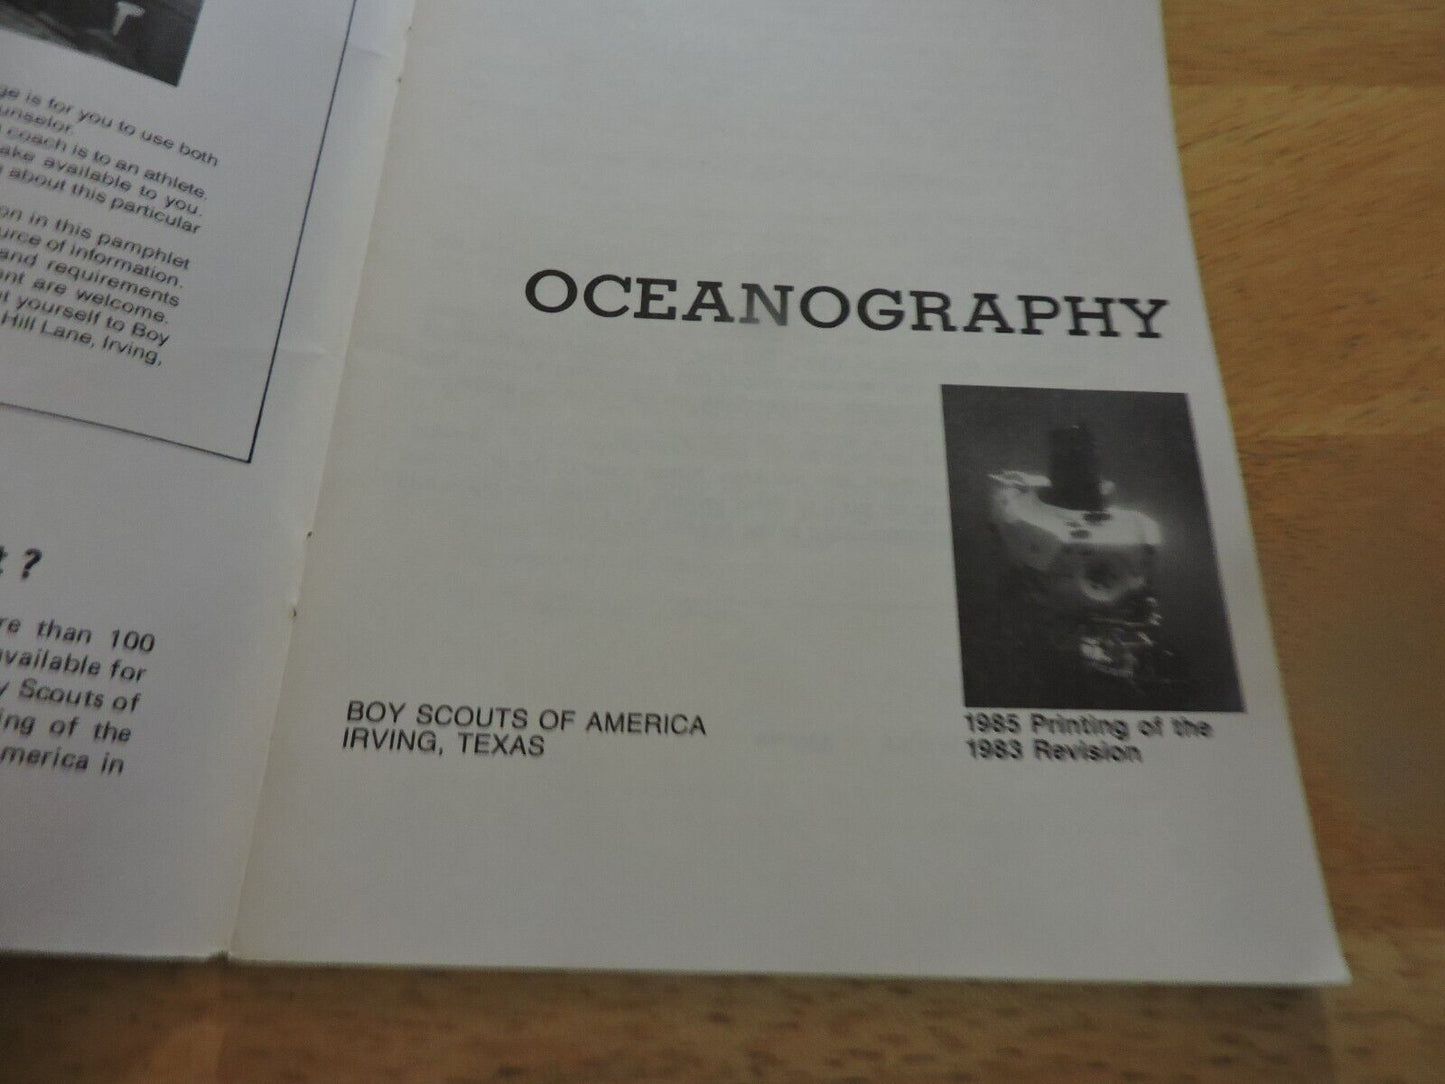 ge is for you to use both
unselor.
coach is to an athlete.
ake available to you.
about this particular
on in this pamphlet
urce of information.
and requirements
nt are welcome.
yourself to Boy
Hill Lane, Irving,
?
re than 100
available for
y Scouts of
ing of the
merica in
OCEANOGRAPHY
BOY SCOUTS OF AMERICA
IRVING, TEXAS
1985 Printing of the
1983 Revision